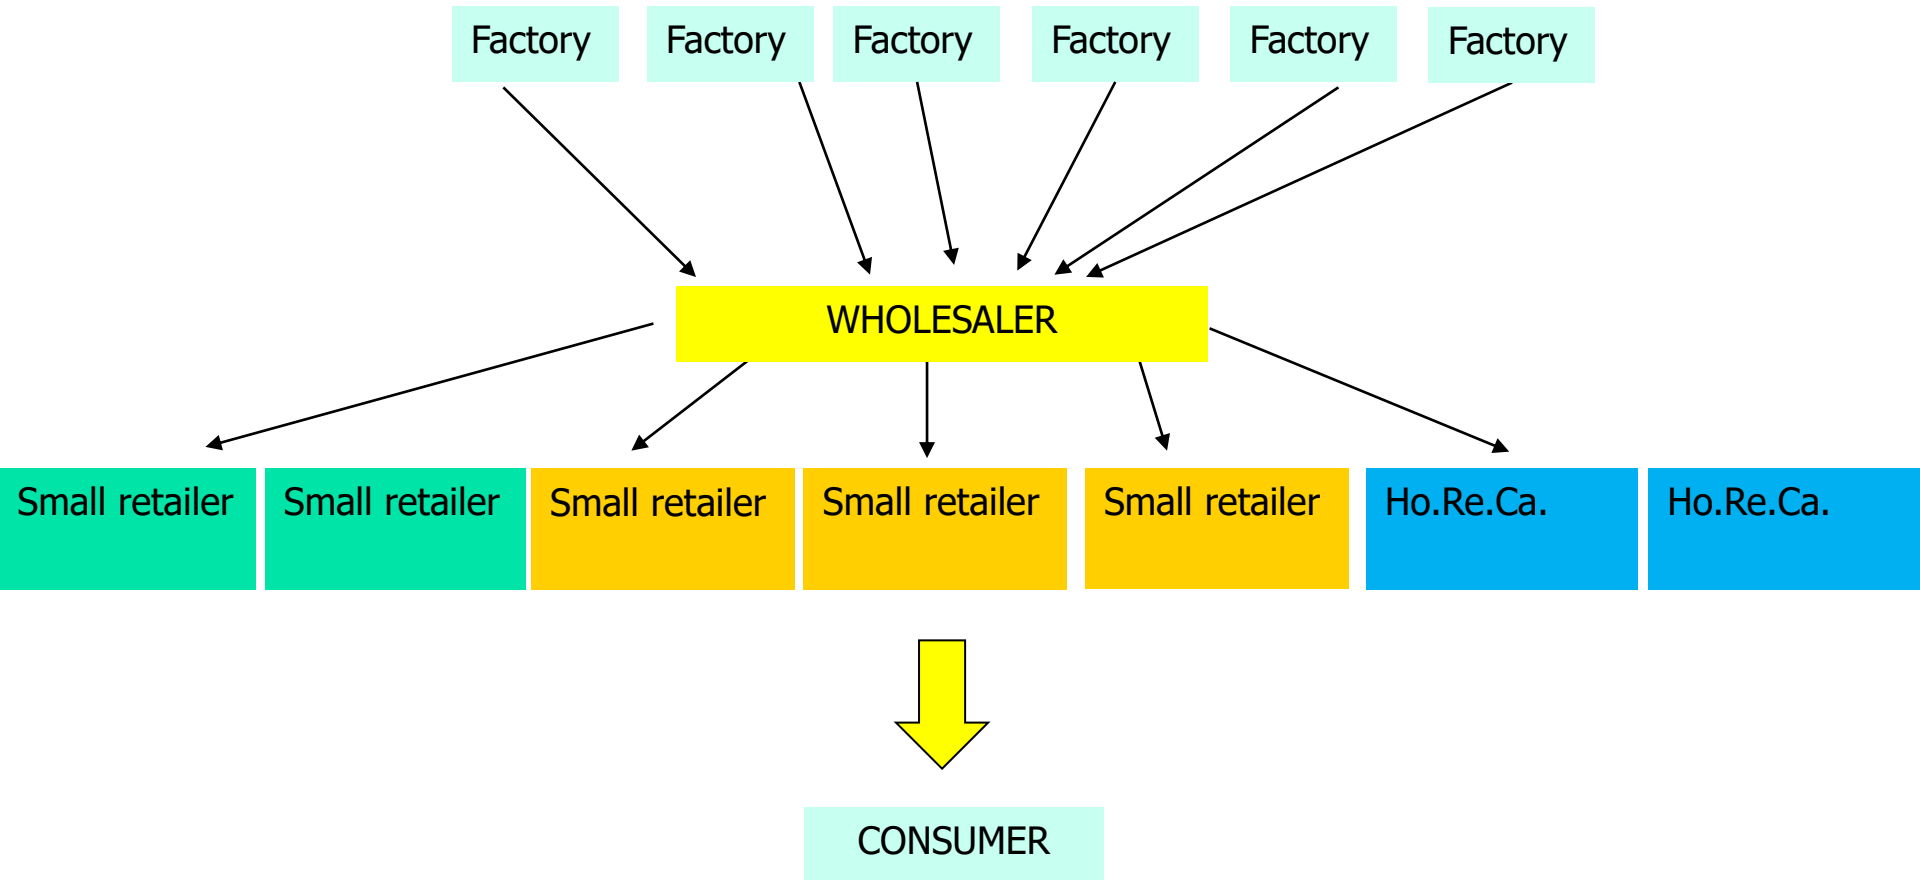 Factory
Factory
Factory
Factory
Factory
Factory
WHOLESALER
Small retailer
Small retailer
Small retailer
Small retailer
Small retailer
Ho.Re.Ca.
Ho.Re.Ca.
CONSUMER